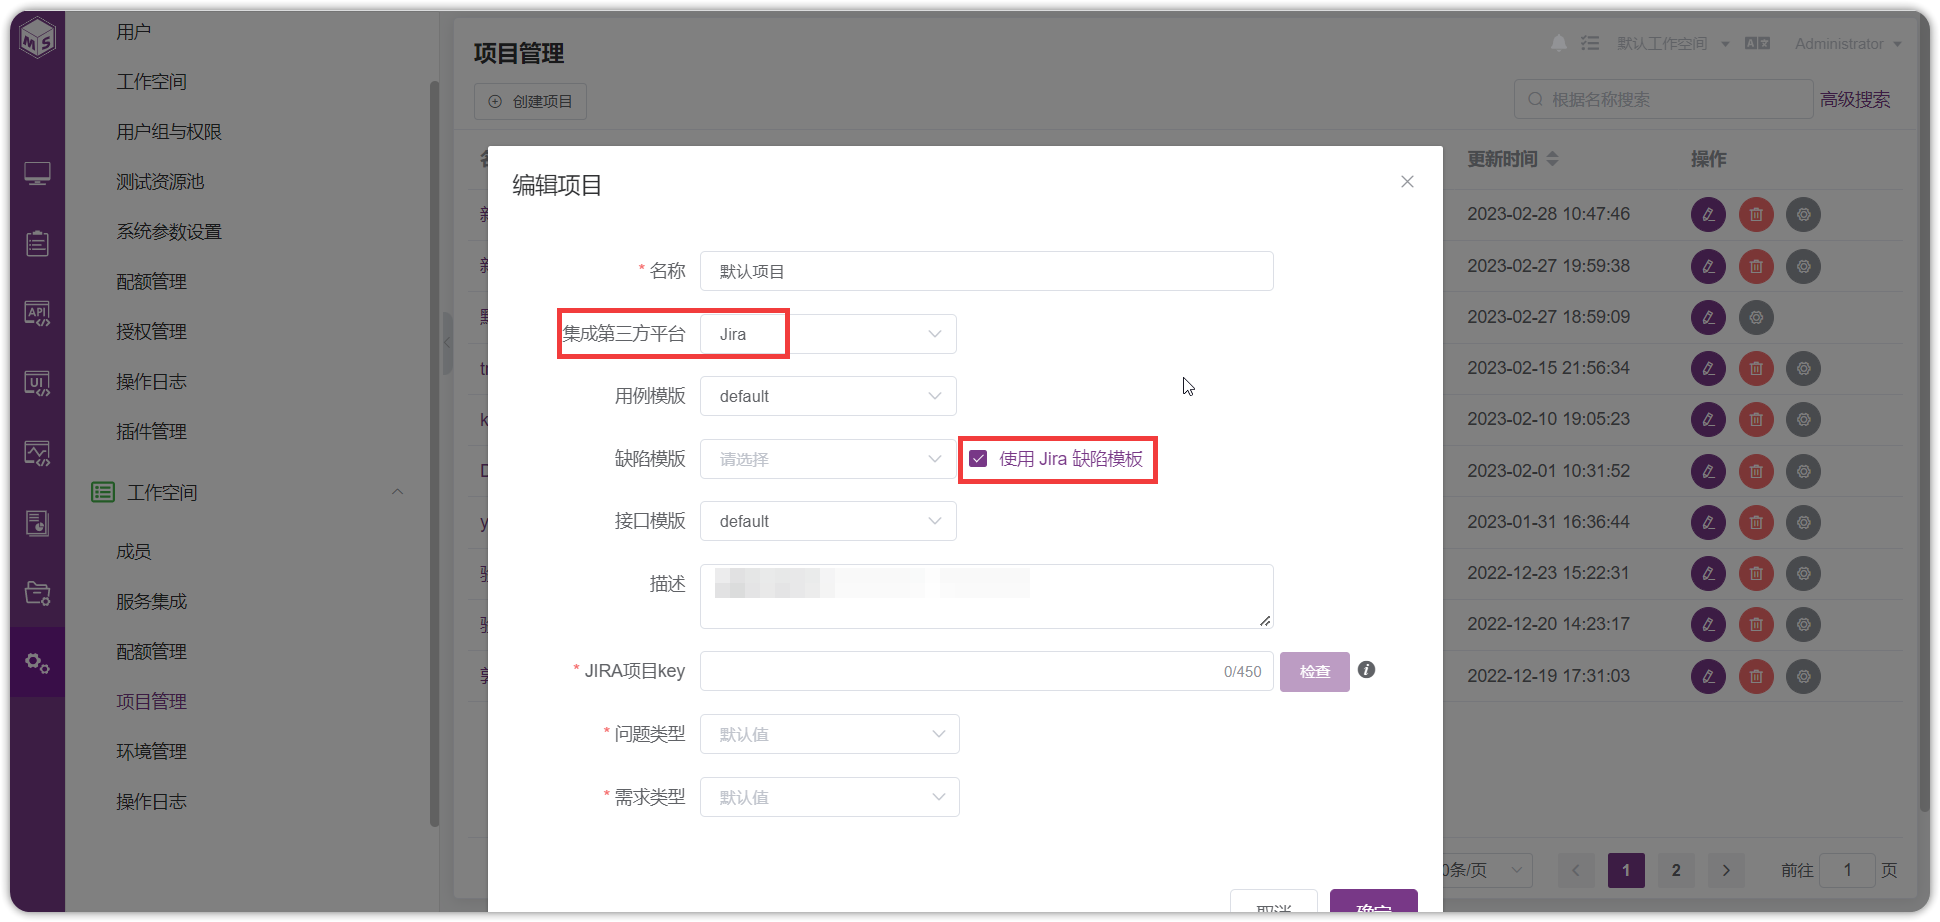 MS
用户
工作空间
用户组与权限
测试资源池
系统参数设置
配额管理
授权管理
操作日志
插件管理
工作空间
成员
服务集成
配额管理
项目管理
环境管理
操作日志
API
UI
项目管理
默认工作空间
Administrator
创建项目
根据名称搜索
高级搜索
更新时间
操作
2023-02-28 10:47:46
2023-02-27 19:59:38
2023-02-27 18:59:09
2023-02-15 21:56:34
2023-02-10 19:05:23
2023-02-01 10:31:52
2023-01-31 16:36:44
2022-12-23 15:22:31
2022-12-20 14:23:17
2022-12-19 17:31:03
编辑项目
* 名称 默认项目
集成第三方平台 Jira
用例模版 default
缺陷模版 请选择 使用 Jira 缺陷模板
接口模版 default
描述
* JIRA项目key 0/450 检查
* 问题类型 默认值
* 需求类型 默认值
取消 确定
0条/页 1 2 前往 1 页